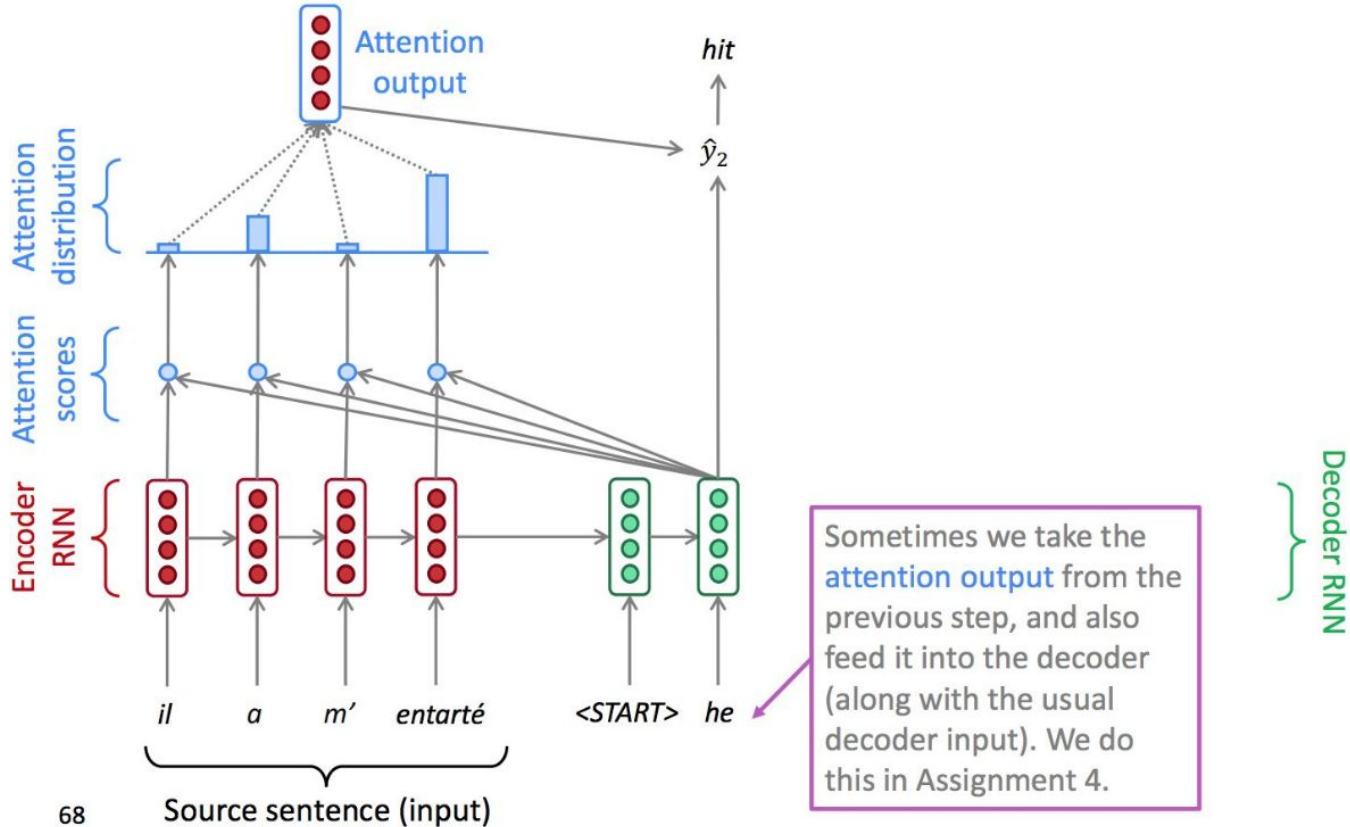 Attention
output
hit
ŷ₂
Attention
distribution
Attention
scores
Encoder
RNN
Decoder RNN
Sometimes we take the
attention output from the
previous step, and also
feed it into the decoder
(along with the usual
decoder input). We do
this in Assignment 4.
il a m’ entarté <START> he
Source sentence (input)
68